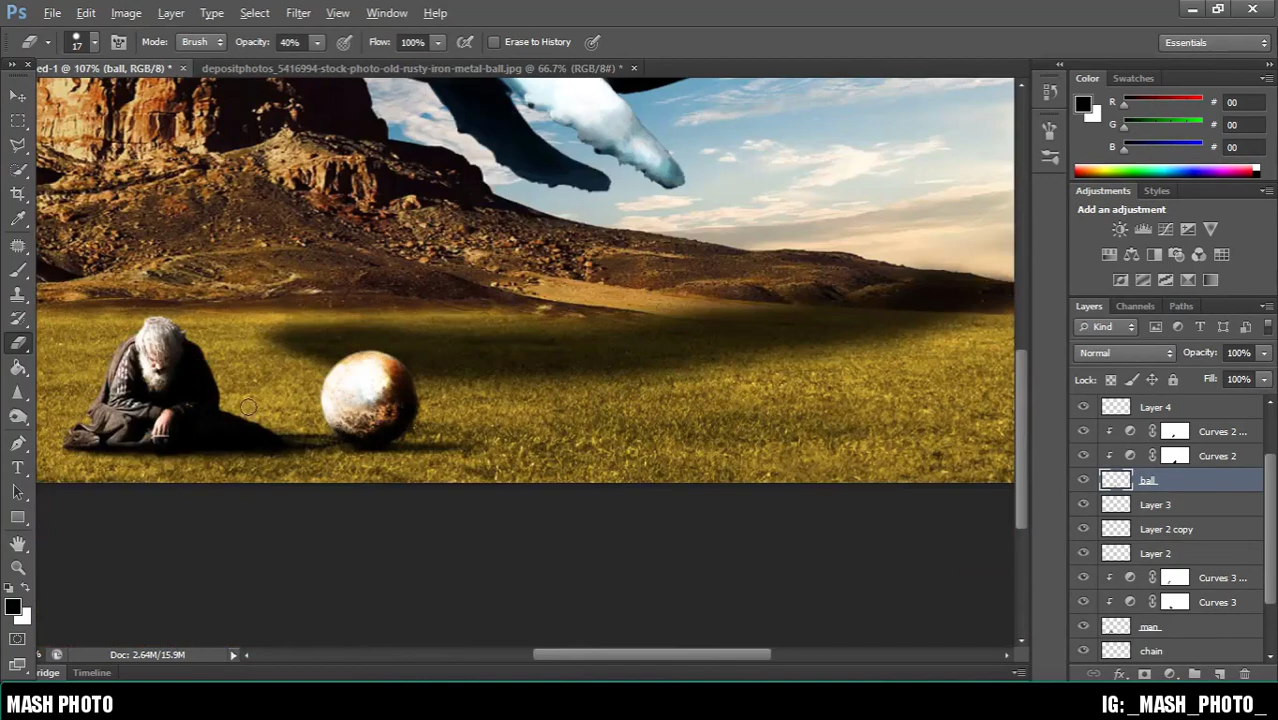 Ps File Edit Image Layer Type Select Filter View Window Help
17 Mode: Brush Opacity: 40% Flow: 100% Erase to History Essentials
ed-1 @ 107% (ball, RGB/8) * × depositphotos_5416994-stock-photo-old-rusty-iron-metal-ball.jpg @ 66.7% (RGB/8#) * ×
Color Swatches
R # 00
G # 00
B # 00
Adjustments Styles
Add an adjustment
Layers Channels Paths
Kind
Normal Opacity: 100%
Lock: Fill: 100%
Layer 4
Curves 2 ...
Curves 2
ball
Layer 3
Layer 2 copy
Layer 2
Curves 3 ...
Curves 3
man
chain
% Doc: 2.64M/15.9M
ridge Timeline
MASH PHOTO IG: _MASH_PHOTO_